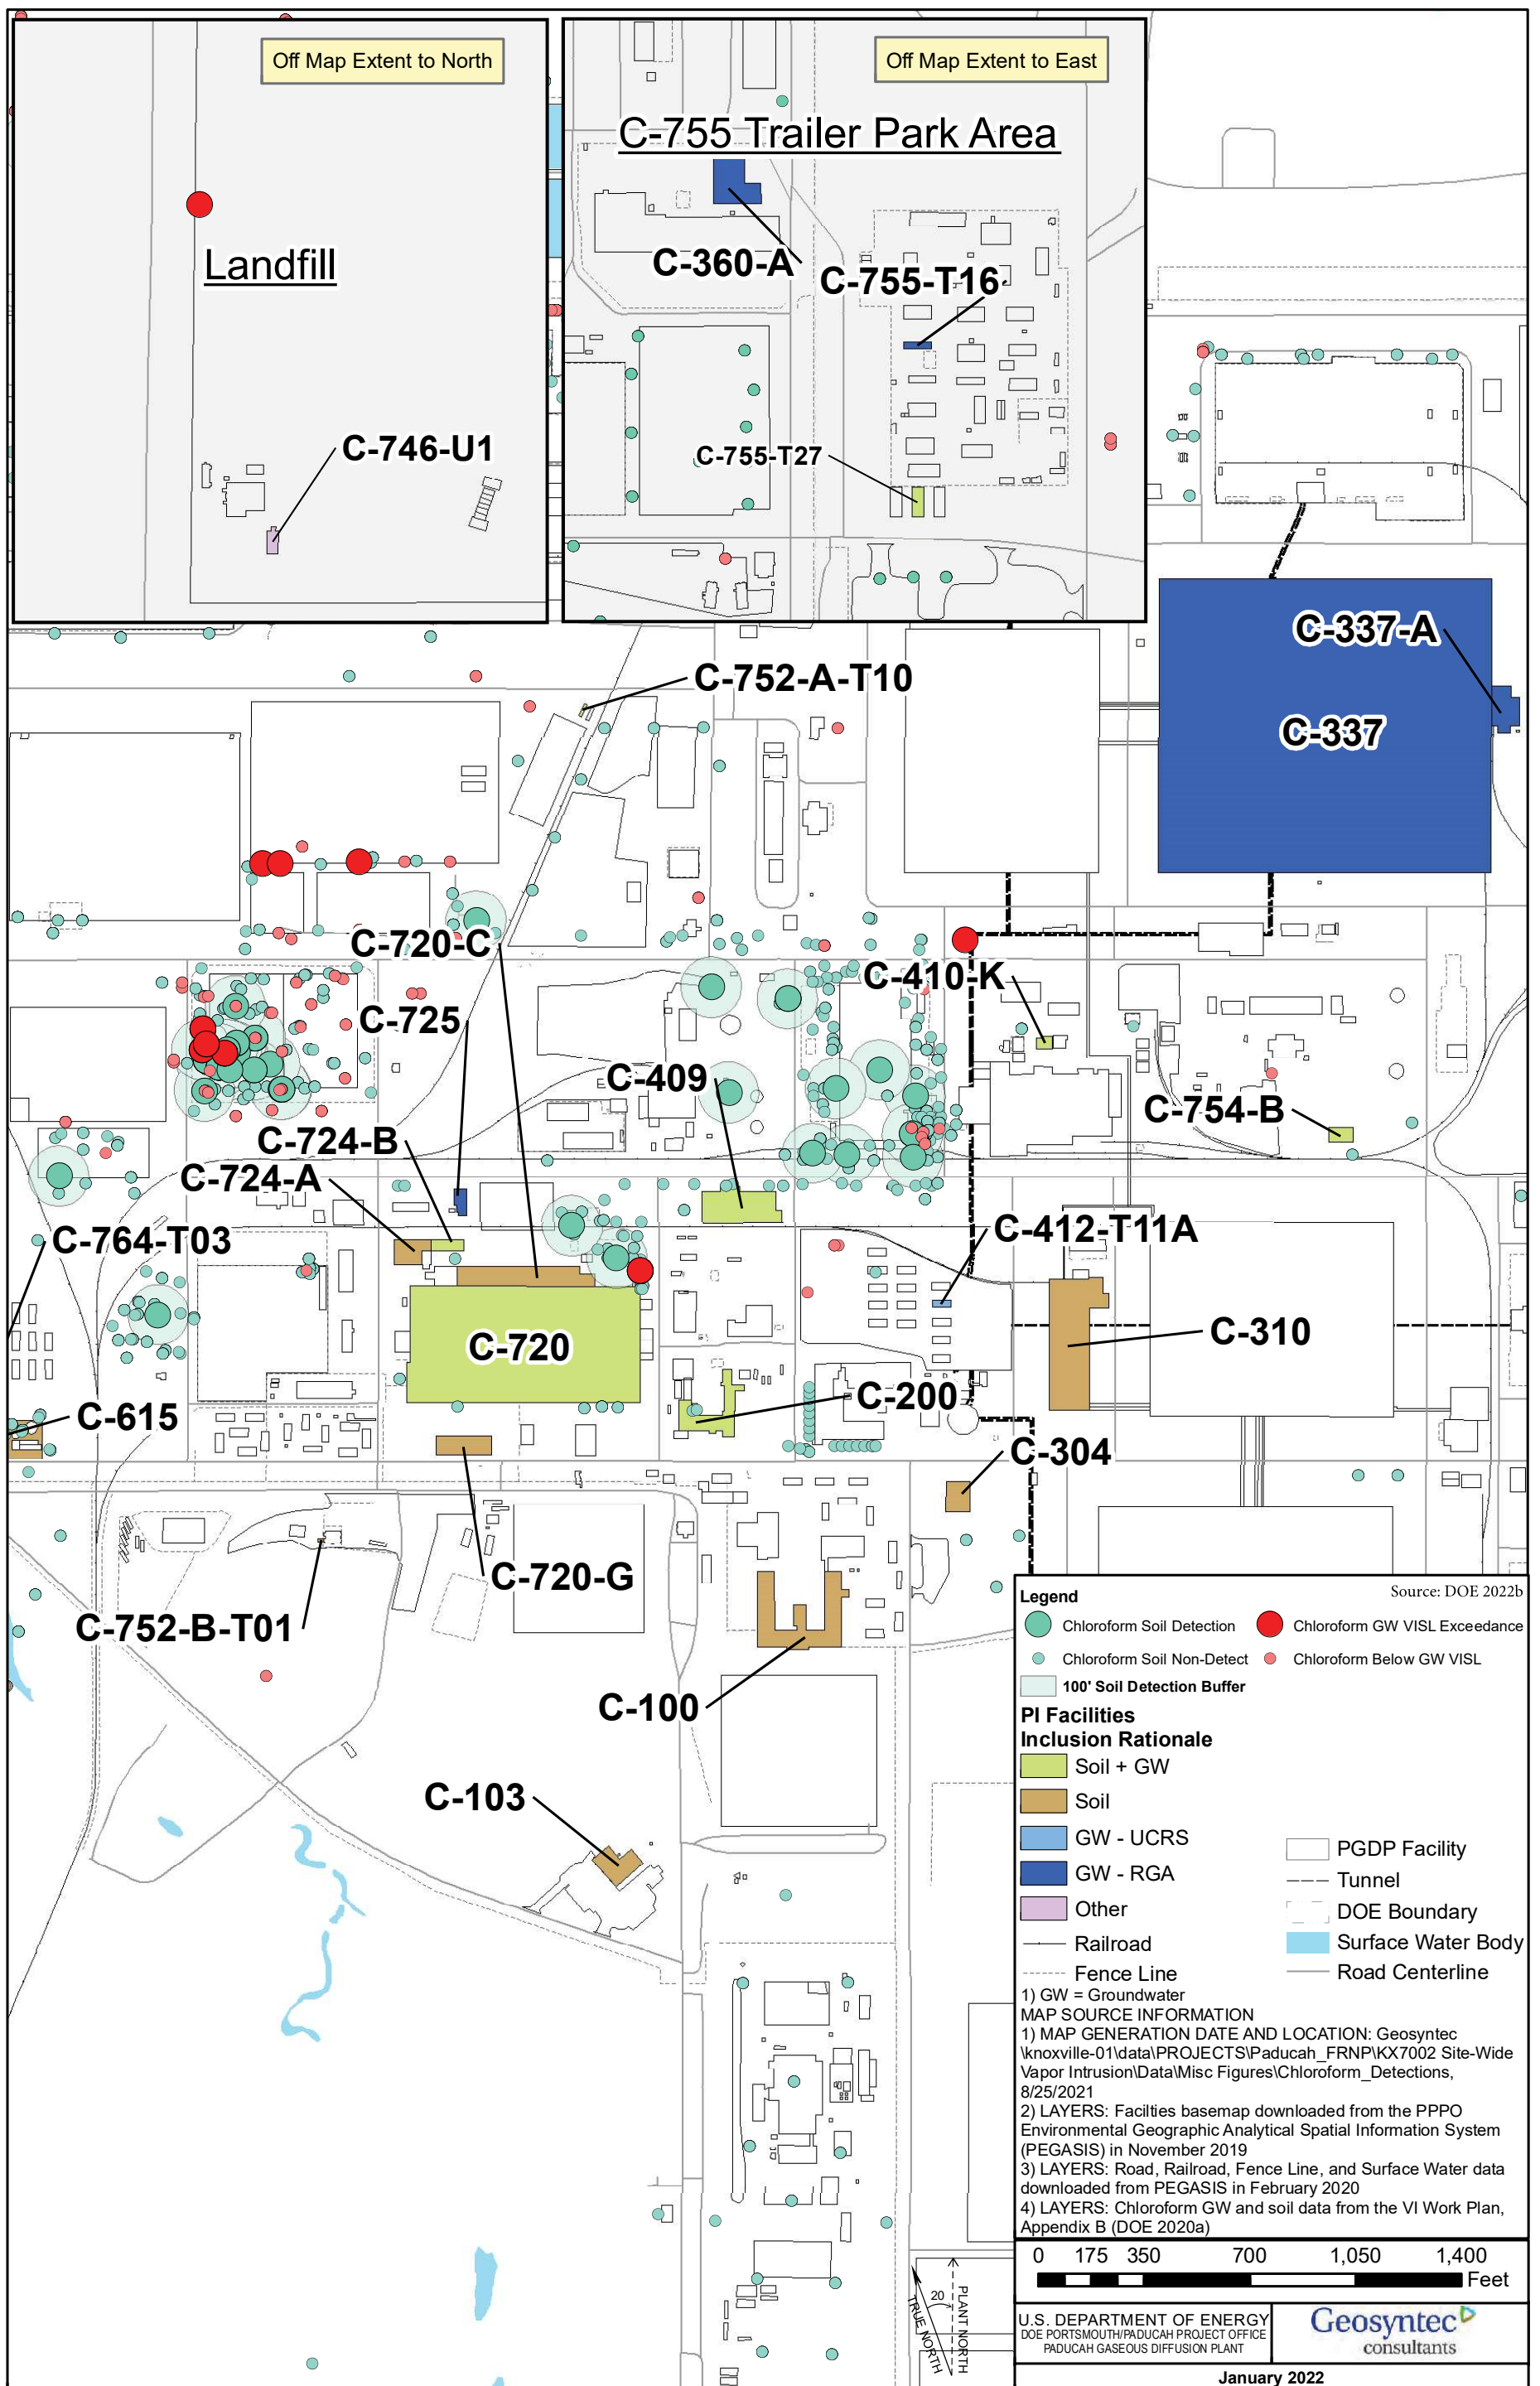 Off Map Extent to North
Off Map Extent to East
C-755 Trailer Park Area
Landfill
C-360-A
C-755-T16
C-746-U1
C-755-T27
C-337-A
C-752-A-T10
C-337
C-720-C
C-410-K
C-725
C-409
C-754-B
C-724-B
C-724-A
C-764-T03
C-412-T11A
C-720
C-310
C-200
C-615
C-304
C-720-G
C-752-B-T01
C-100
C-103
Legend
Source: DOE 2022b
Chloroform Soil Detection
Chloroform GW VISL Exceedance
Chloroform Soil Non-Detect
Chloroform Below GW VISL
100' Soil Detection Buffer
PI Facilities
Inclusion Rationale
Soil + GW
Soil
GW - UCRS
GW - RGA
Other
Railroad
Fence Line
PGDP Facility
Tunnel
DOE Boundary
Surface Water Body
Road Centerline
1) GW = Groundwater
MAP SOURCE INFORMATION
1) MAP GENERATION DATE AND LOCATION: Geosyntec
\knoxville-01\data\PROJECTS\Paducah_FRNP\KX7002 Site-Wide
Vapor Intrusion\Data\Misc Figures\Chloroform_Detections,
8/25/2021
2) LAYERS: Facilties basemap downloaded from the PPPO
Environmental Geographic Analytical Spatial Information System
(PEGASIS) in November 2019
3) LAYERS: Road, Railroad, Fence Line, and Surface Water data
downloaded from PEGASIS in February 2020
4) LAYERS: Chloroform GW and soil data from the VI Work Plan,
Appendix B (DOE 2020a)
0 175 350 700 1,050 1,400
Feet
20
TRUE NORTH
PLANT NORTH
U.S. DEPARTMENT OF ENERGY
DOE PORTSMOUTH/PADUCAH PROJECT OFFICE
PADUCAH GASEOUS DIFFUSION PLANT
Geosyntec
consultants
January 2022